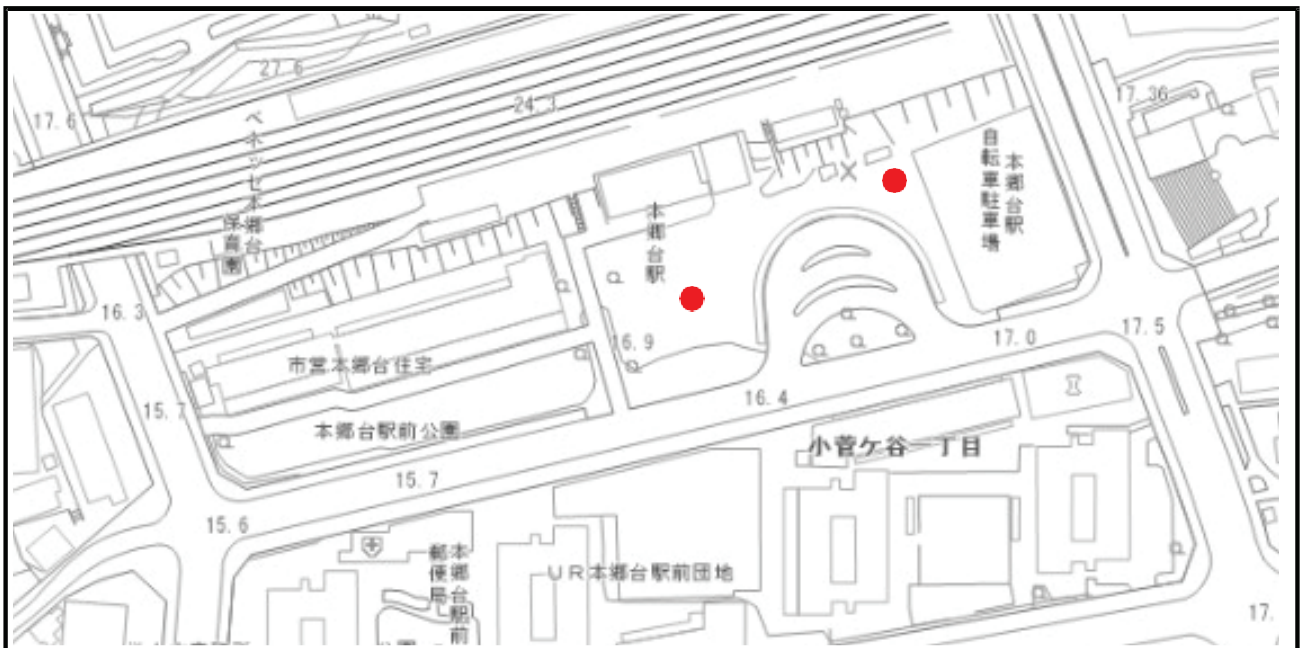 27.6
24.3
17.6
17.36
ベネッセ本郷台
保育園
本郷台駅
自転車駐車場
本郷台駅
16.3
16.9
17.0
17.5
市営本郷台住宅
15.7
16.4
本郷台駅前公園
小菅ケ谷一丁目
15.7
15.6
本郷台駅前
郵便局
UR本郷台駅前団地
17.